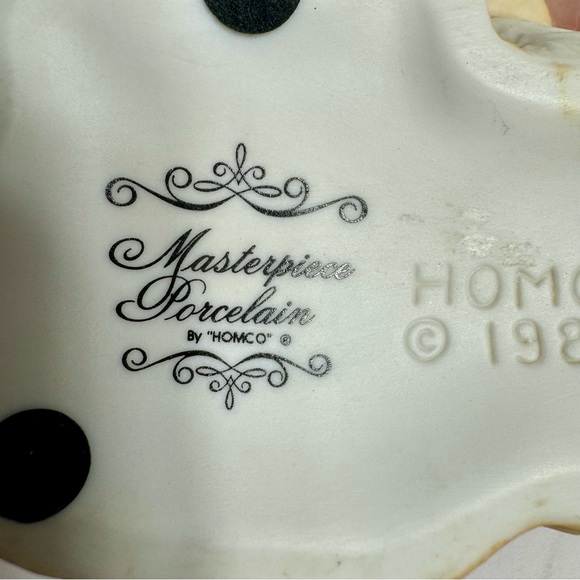 Masterpiece
Porcelain
By "HOMCO" ®
HOMC
© 198